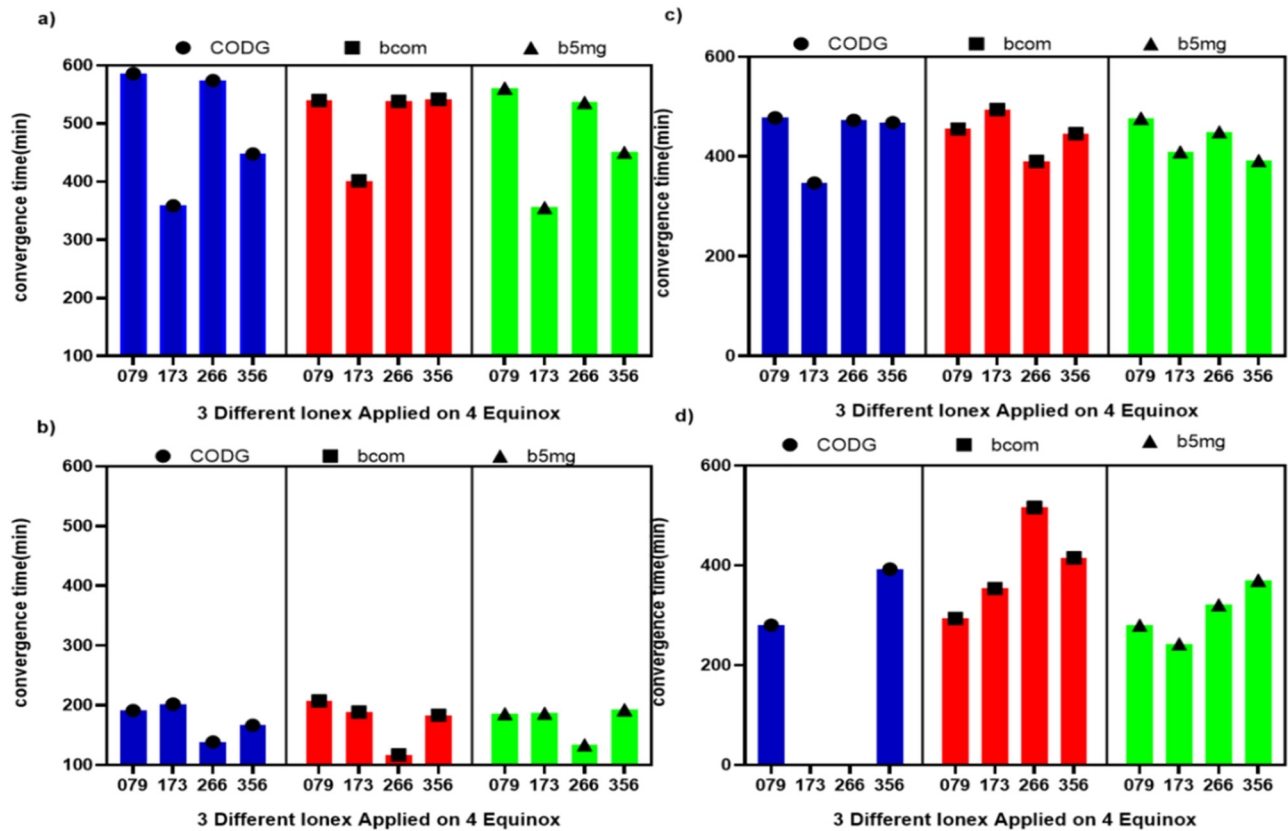 a)
CODG bcom b5mg
600
500
400
300
200
100
convergence time(min)
079 173 266 356 079 173 266 356 079 173 266 356
3 Different Ionex Applied on 4 Equinox
c)
CODG bcom b5mg
600
400
200
0
convergence time(min)
079 173 266 356 079 173 266 356 079 173 266 356
3 Different Ionex Applied on 4 Equinox
b)
CODG bcom b5mg
600
500
400
300
200
100
convergence time(min)
079 173 266 356 079 173 266 356 079 173 266 356
3 Different Ionex Applied on 4 Equinox
d)
CODG bcom b5mg
600
400
200
0
convergence time(min)
079 173 266 356 079 173 266 356 079 173 266 356
3 Different Ionex Applied on 4 Equinox